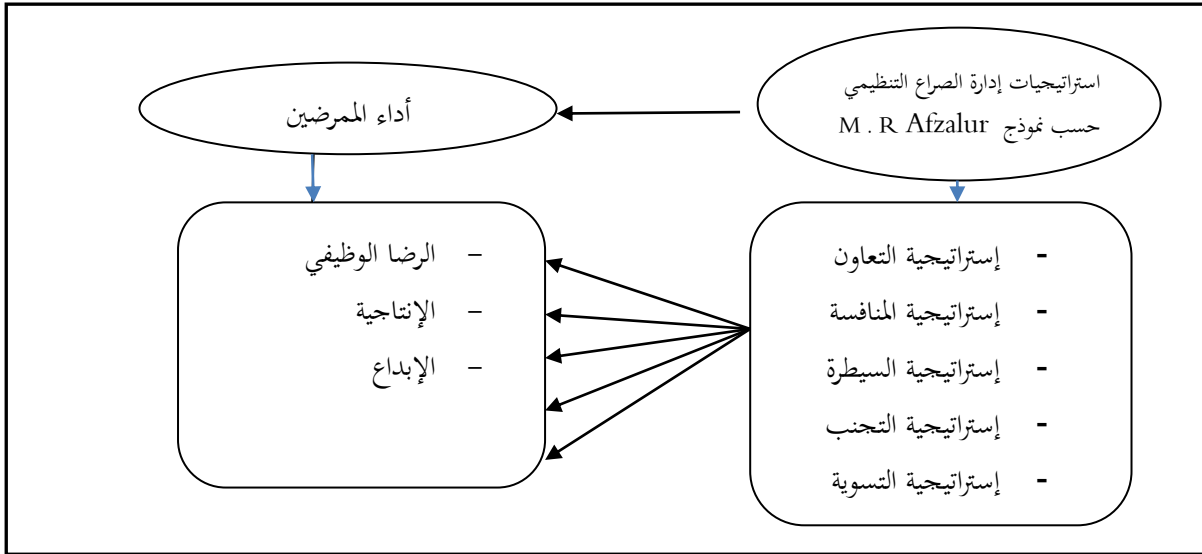 استراتيجيات إدارة الصراع التنظيمي
حسب نموذج M . R Afzalur
أداء الممرضين
- إستراتيجية التعاون
- إستراتيجية المنافسة
- إستراتيجية السيطرة
- إستراتيجية التجنب
- إستراتيجية التسوية
- الرضا الوظيفي
- الإنتاجية
- الإبداع